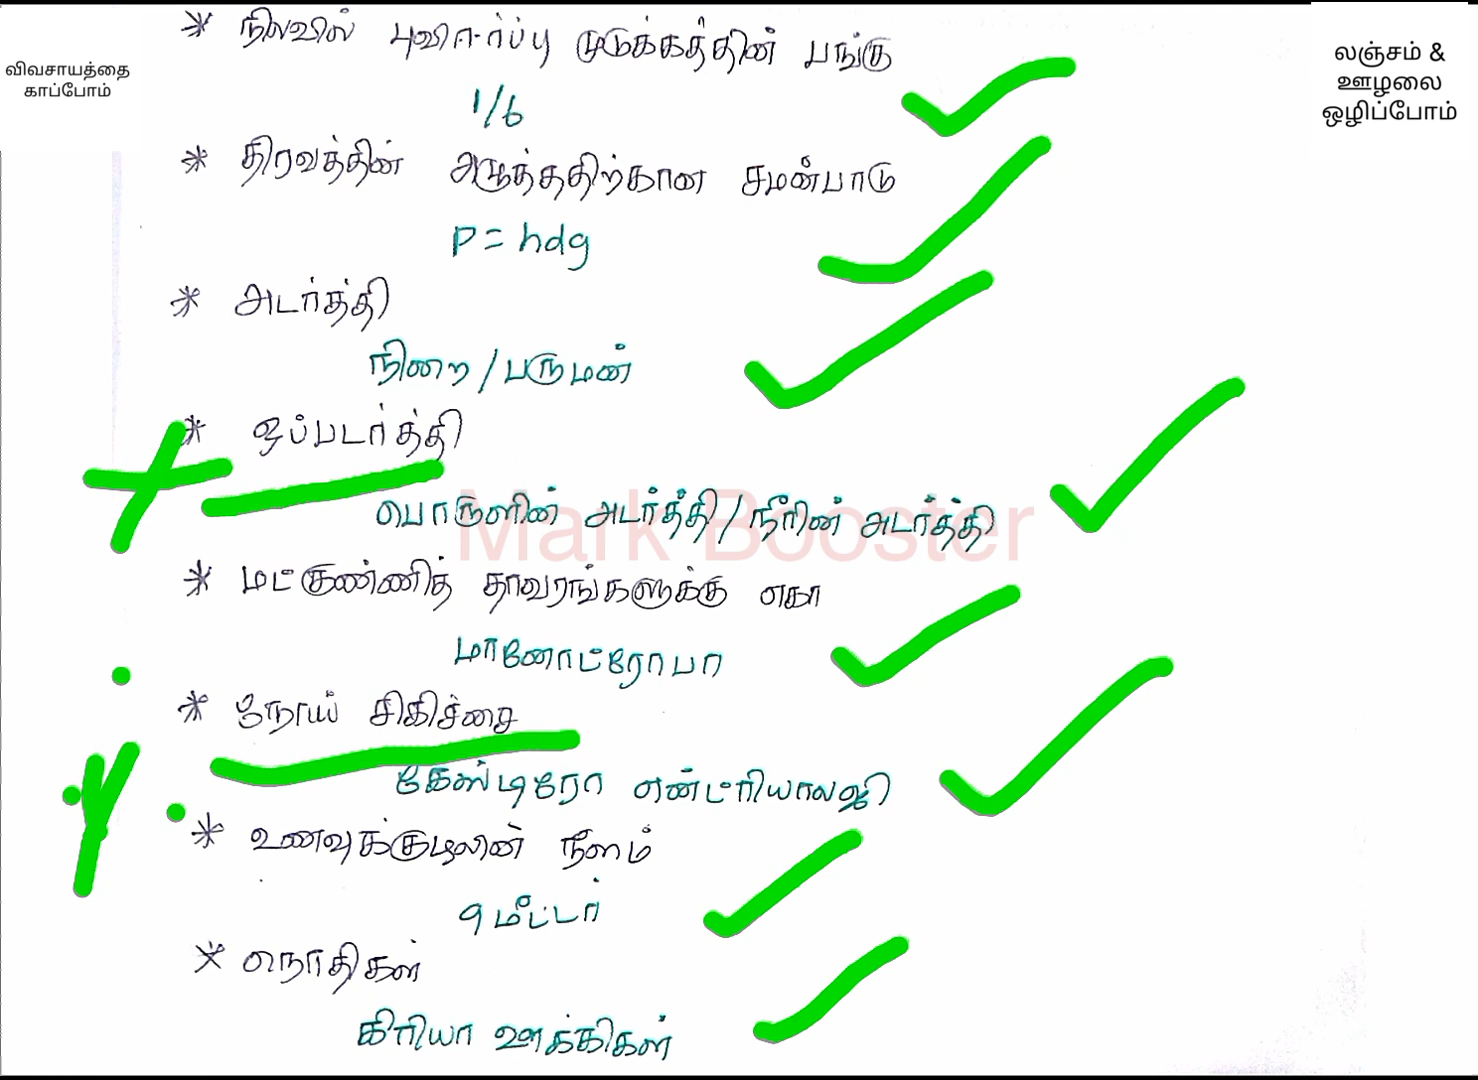 விவசாயத்தை
காப்போம்
லஞ்சம் &
ஊழலை
ஒழிப்போம்
* நிலவில் புவிஈர்ப்பு முடுக்கத்தின் பங்கு
1/6
* திரவத்தின் அழுத்ததிற்கான சமன்பாடு
P = hdg
* அடர்த்தி
நிறை / பருமன்
* ஒப்படர்த்தி
பொருளின் அடர்த்தி / நீரின் அடர்த்தி
Mark Booster
* மட்குண்ணித் தாவரங்களுக்கு எகா
மானோட்ரோபா
* நோய் சிகிச்சை
கேஸ்டிரோ என்ட்ரியாலஜி
* உணவுக்குழலின் நீளம்
9 மீட்டர்
* நொதிகள்
கிரியா ஊக்கிகள்